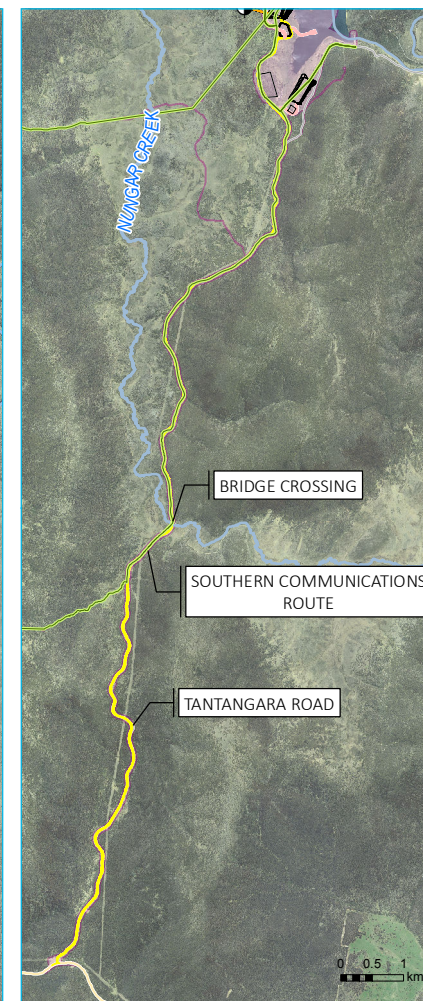 NUNGAR CREEK
BRIDGE CROSSING
SOUTHERN COMMUNICATIONS
ROUTE
TANTANGARA ROAD
0 0.5 1
km